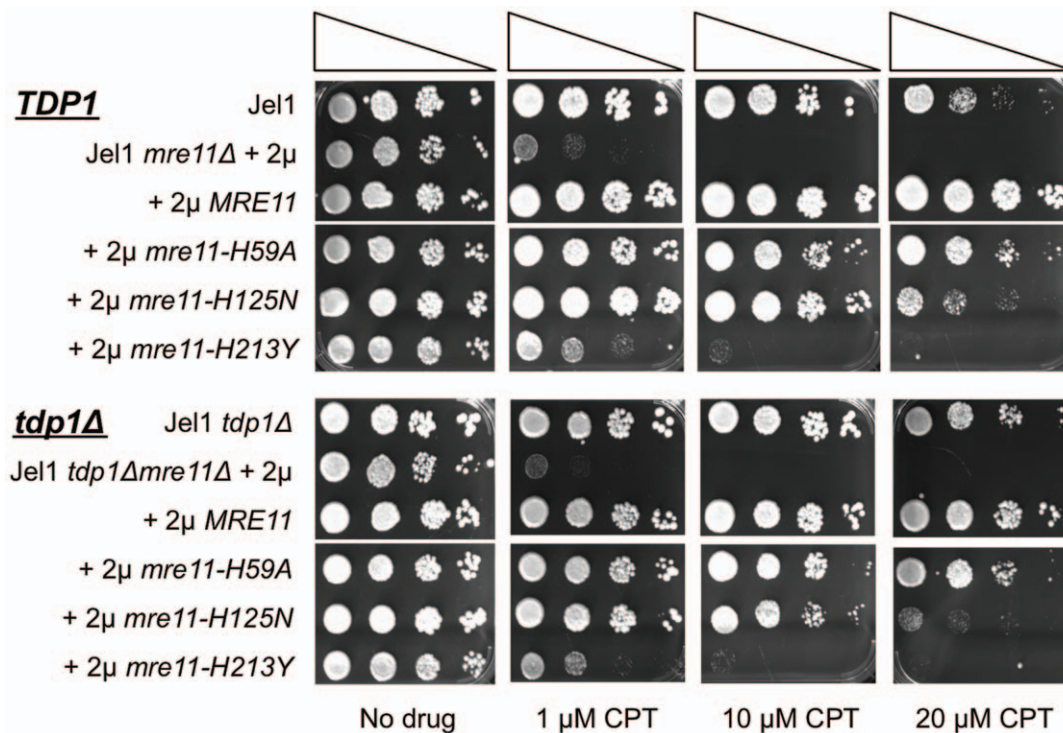 TDP1
Jel1
Jel1 mre11Δ + 2μ
+ 2μ MRE11
+ 2μ mre11-H59A
+ 2μ mre11-H125N
+ 2μ mre11-H213Y
tdp1Δ
Jel1 tdp1Δ
Jel1 tdp1Δmre11Δ + 2μ
+ 2μ MRE11
+ 2μ mre11-H59A
+ 2μ mre11-H125N
+ 2μ mre11-H213Y
No drug
1 μM CPT
10 μM CPT
20 μM CPT